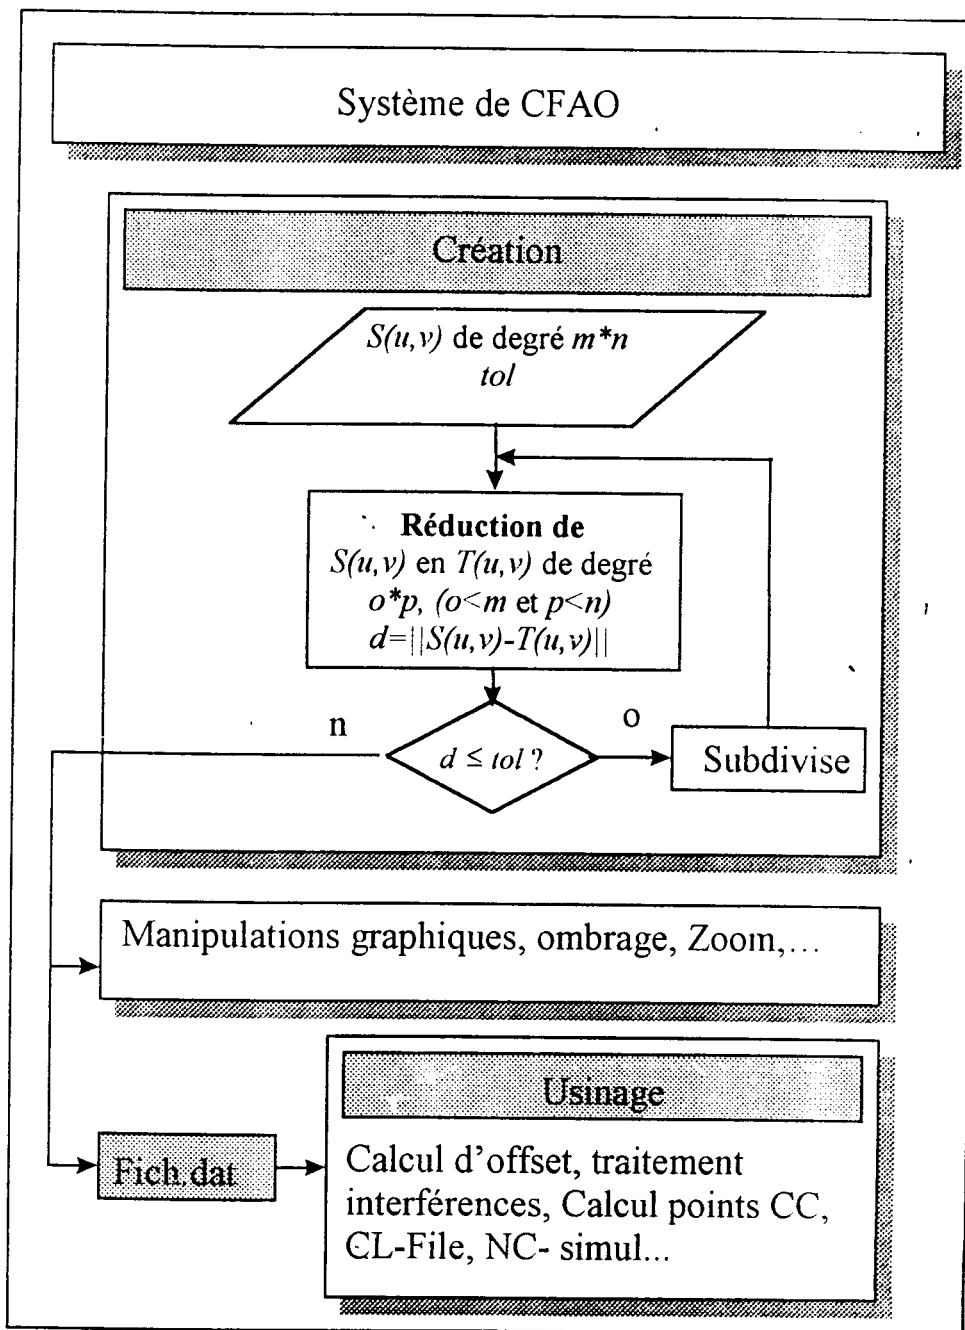 Système de CFAO
Création
S(u,v) de degré m*n
tol
Réduction de
S(u,v) en T(u,v) de degré
o*p, (o<m et p<n)
d=||S(u,v)-T(u,v)||
n
o
d ≤ tol ?
Subdivise
Manipulations graphiques, ombrage, Zoom,...
Usinage
Fich.dat
Calcul d'offset, traitement
interférences, Calcul points CC,
CL-File, NC- simul...